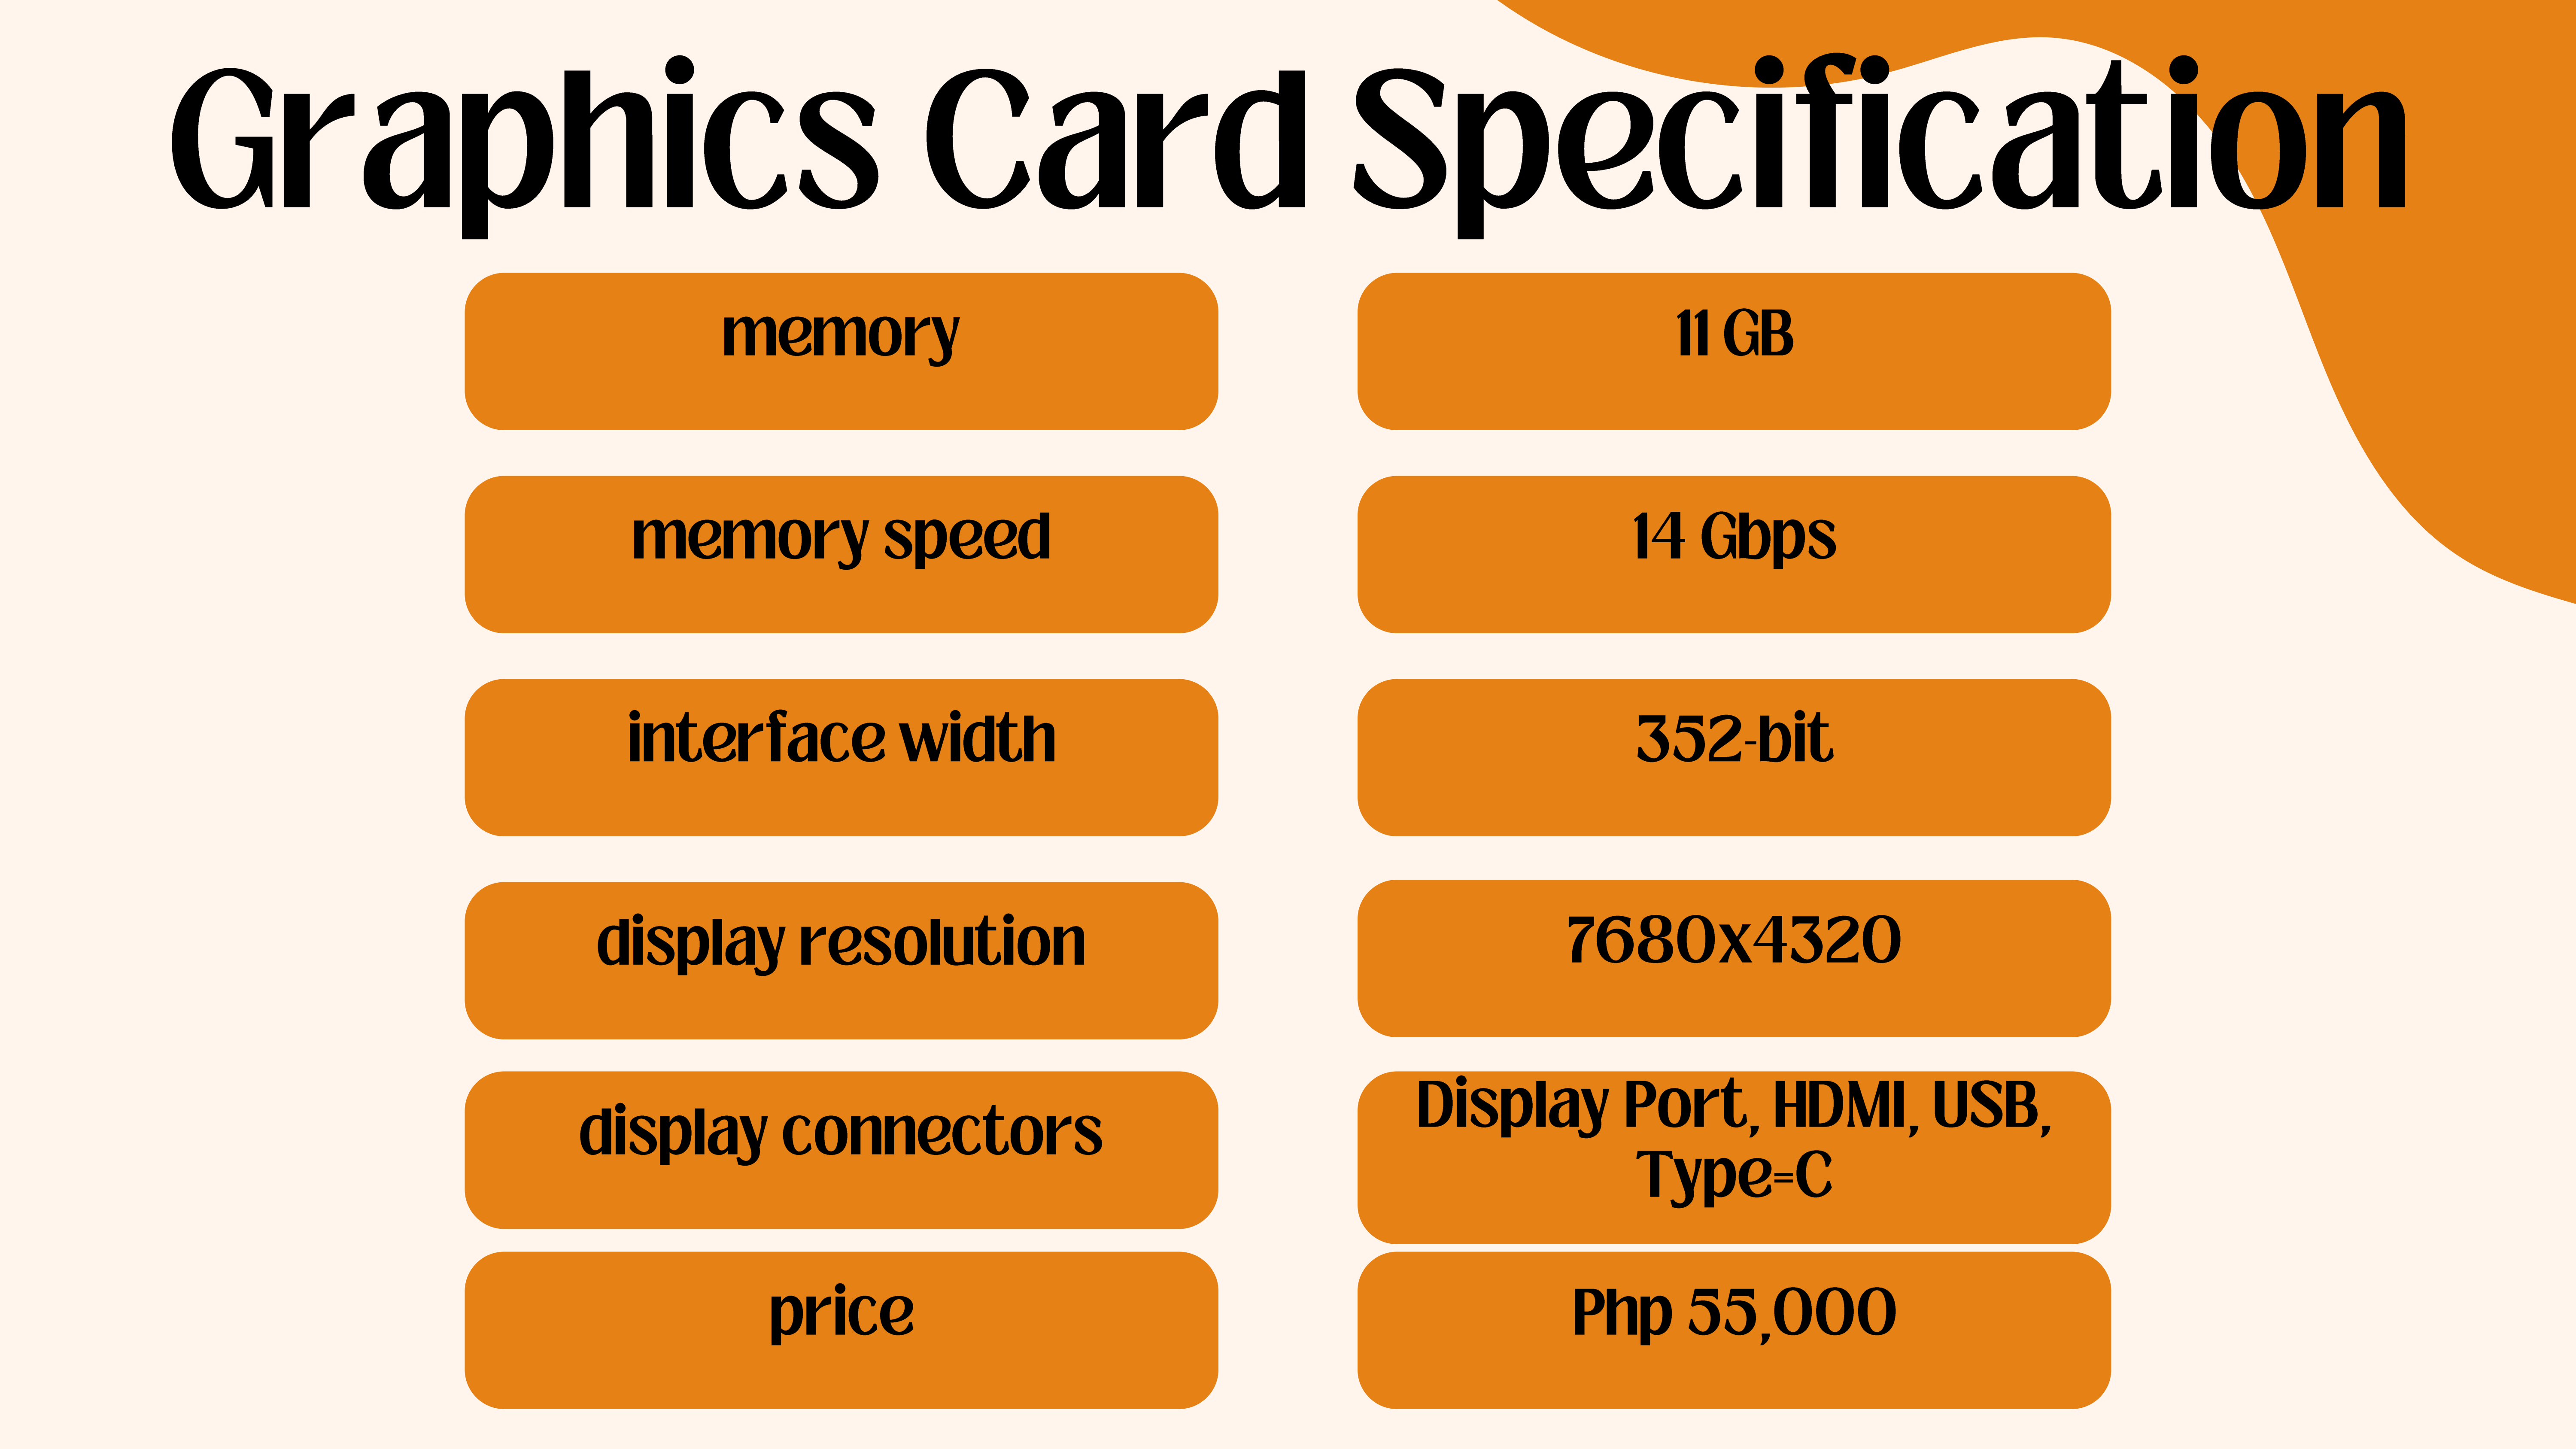 Graphics Card Specification
memory
11 GB
memory speed
14 Gbps
interface width
352-bit
display resolution
7680x4320
display connectors
Display Port, HDMI, USB,
Type=C
price
Php 55,000